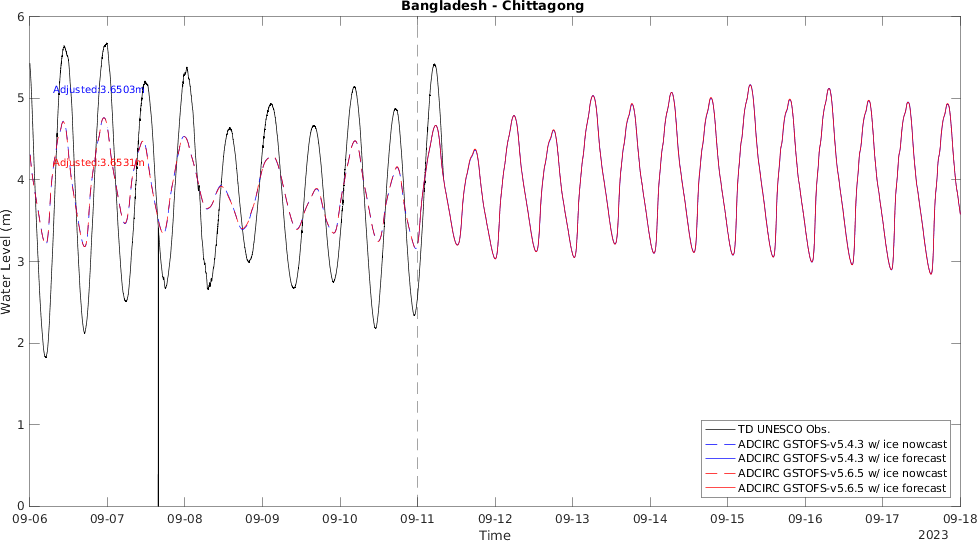 Bangladesh - Chittagong
6
5
4
3
2
1
0
Water Level (m)
Adjusted:3.6503m
Adjusted:3.6531m
TD UNESCO Obs.
ADCIRC GSTOFS-v5.4.3 w/ ice nowcast
ADCIRC GSTOFS-v5.4.3 w/ ice forecast
ADCIRC GSTOFS-v5.6.5 w/ ice nowcast
ADCIRC GSTOFS-v5.6.5 w/ ice forecast
09-06 09-07 09-08 09-09 09-10 09-11 09-12 09-13 09-14 09-15 09-16 09-17 09-18
Time
2023